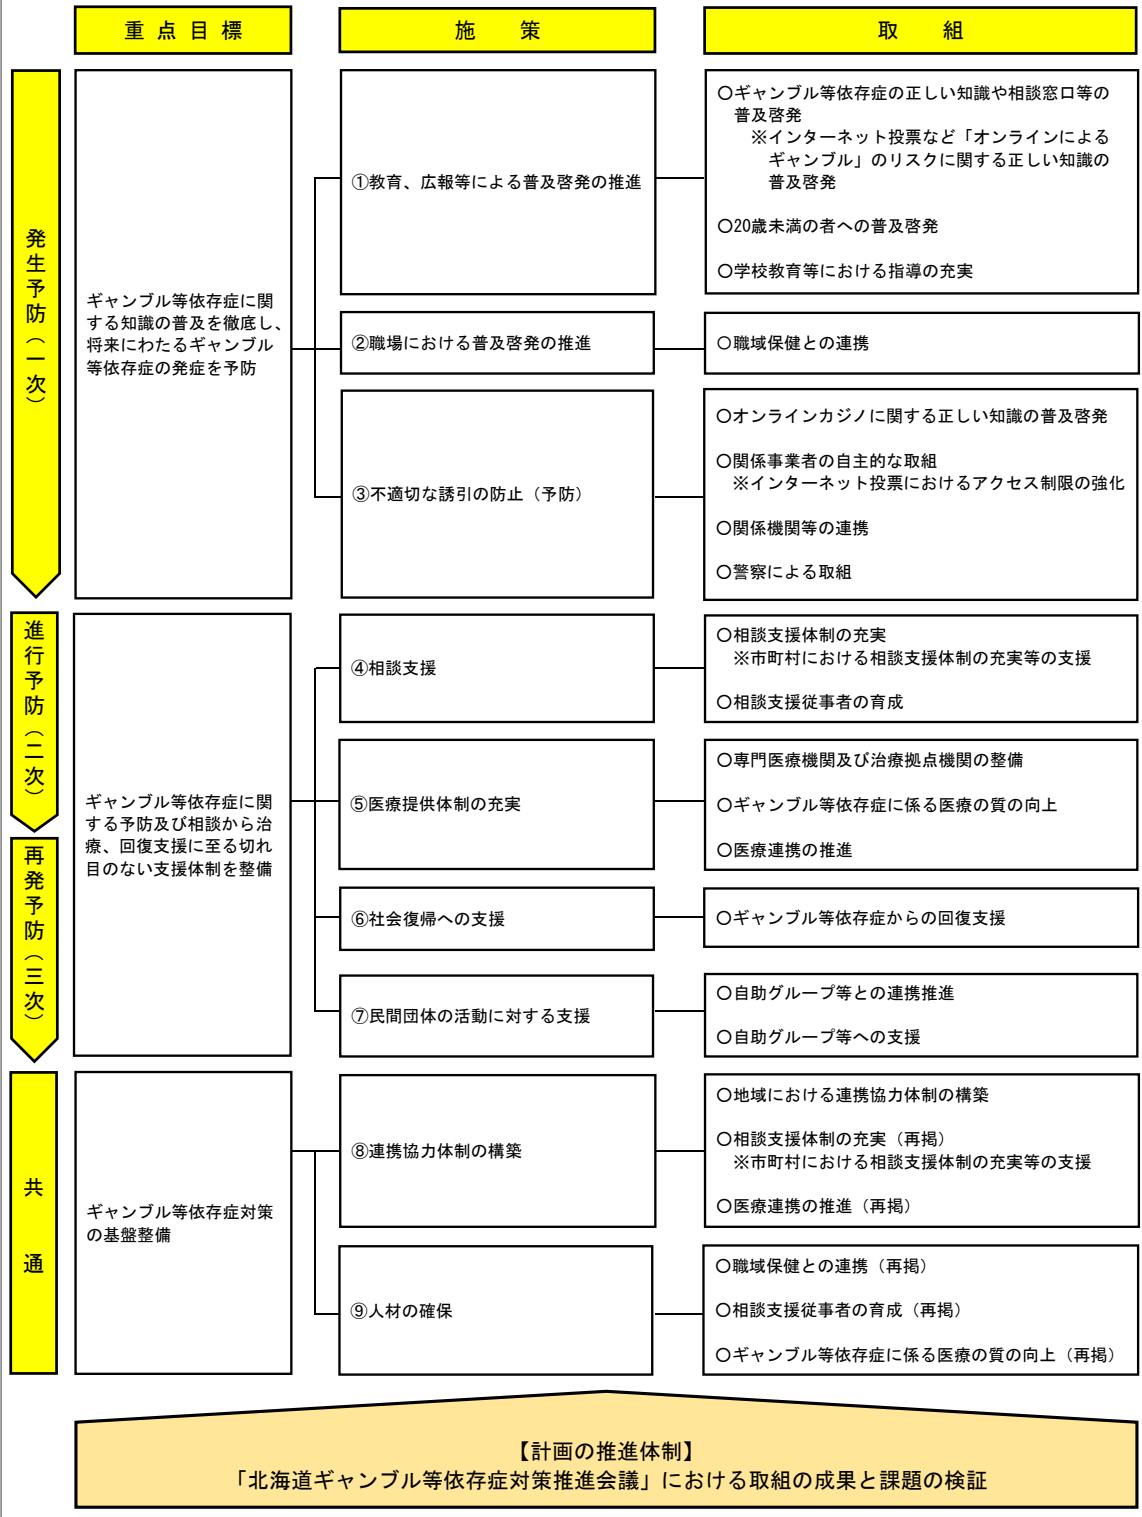 重点目標
施策
取組
発生予防(一次)
ギャンブル等依存症に関
する知識の普及を徹底し、
将来にわたるギャンブル
等依存症の発症を予防
①教育、広報等による普及啓発の推進
○ギャンブル等依存症の正しい知識や相談窓口等の
普及啓発
※インターネット投票など「オンラインによる
ギャンブル」のリスクに関する正しい知識の
普及啓発
○20歳未満の者への普及啓発
○学校教育等における指導の充実
②職場における普及啓発の推進
○職域保健との連携
③不適切な誘引の防止(予防)
○オンラインカジノに関する正しい知識の普及啓発
○関係事業者の自主的な取組
※インターネット投票におけるアクセス制限の強化
○関係機関等の連携
○警察による取組
進行予防(二次)
再発予防(三次)
ギャンブル等依存症に関
する予防及び相談から治
療、回復支援に至る切れ
目のない支援体制を整備
④相談支援
○相談支援体制の充実
※市町村における相談支援体制の充実等の支援
○相談支援従事者の育成
⑤医療提供体制の充実
○専門医療機関及び治療拠点機関の整備
○ギャンブル等依存症に係る医療の質の向上
○医療連携の推進
⑥社会復帰への支援
○ギャンブル等依存症からの回復支援
⑦民間団体の活動に対する支援
○自助グループ等との連携推進
○自助グループ等への支援
共通
ギャンブル等依存症対策
の基盤整備
⑧連携協力体制の構築
○地域における連携協力体制の構築
○相談支援体制の充実(再掲)
※市町村における相談支援体制の充実等の支援
○医療連携の推進(再掲)
⑨人材の確保
○職域保健との連携(再掲)
○相談支援従事者の育成(再掲)
○ギャンブル等依存症に係る医療の質の向上(再掲)
【計画の推進体制】
「北海道ギャンブル等依存症対策推進会議」における取組の成果と課題の検証